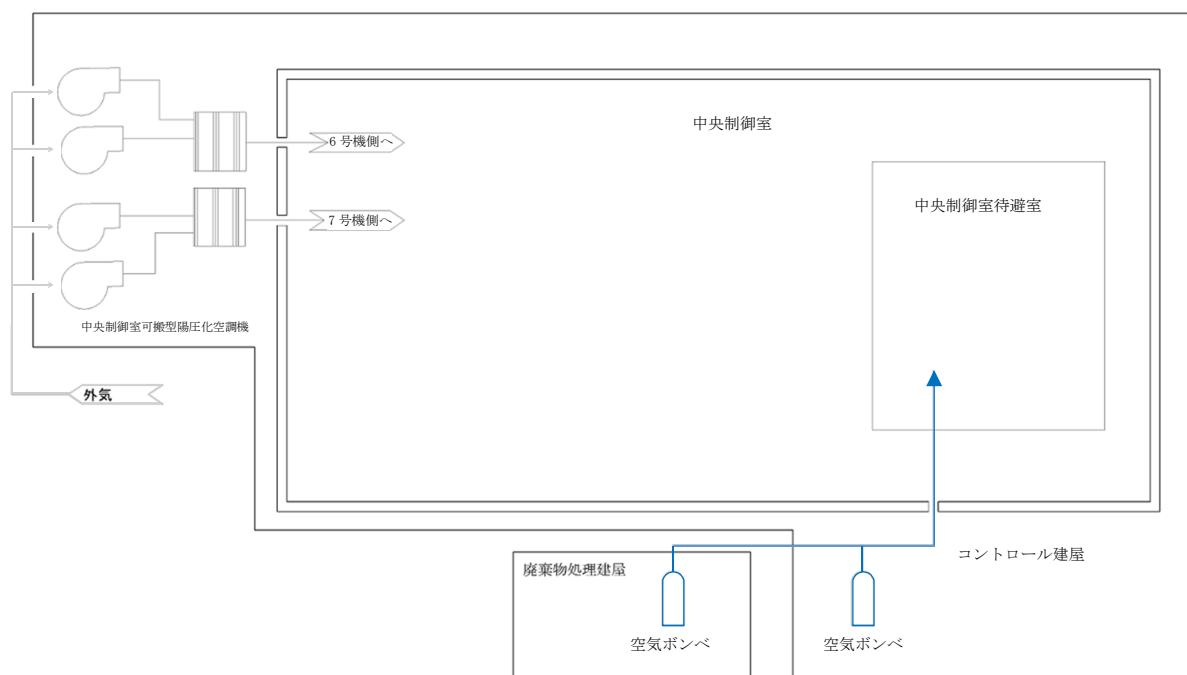 中央制御室
6 号機側へ
中央制御室待避室
7 号機側へ
中央制御室可搬型陽圧化空調機
外気
コントロール建屋
廃棄物処理建屋
空気ボンベ
空気ボンベ